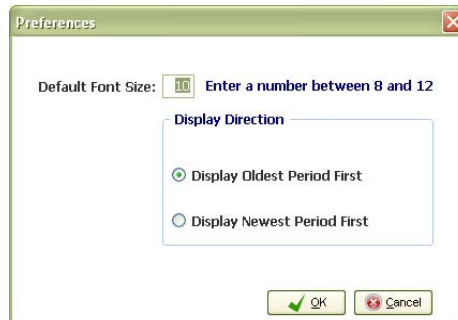 Preferences
Default Font Size: 10 Enter a number between 8 and 12
Display Direction
Display Oldest Period First
Display Newest Period First
OK Cancel